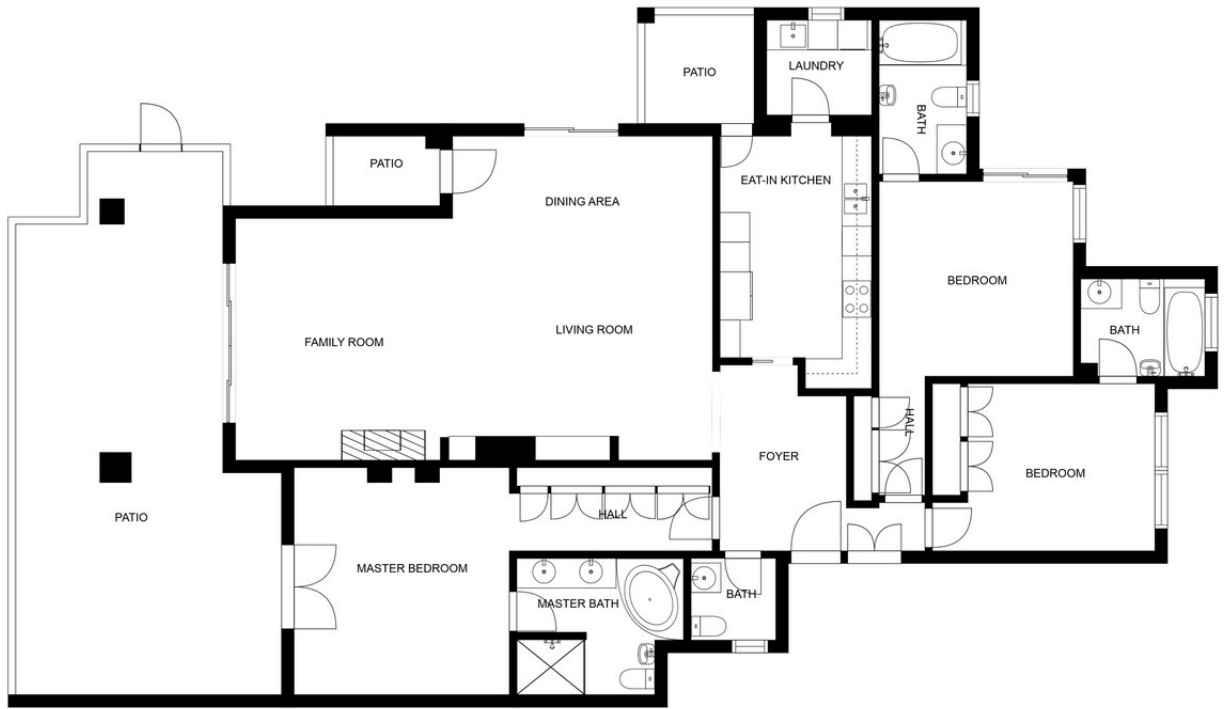 PATIO
LAUNDRY
BATH
PATIO
EAT-IN KITCHEN
DINING AREA
BEDROOM
LIVING ROOM
BATH
FAMILY ROOM
HALL
FOYER
BEDROOM
PATIO
HALL
MASTER BEDROOM
BATH
MASTER BATH